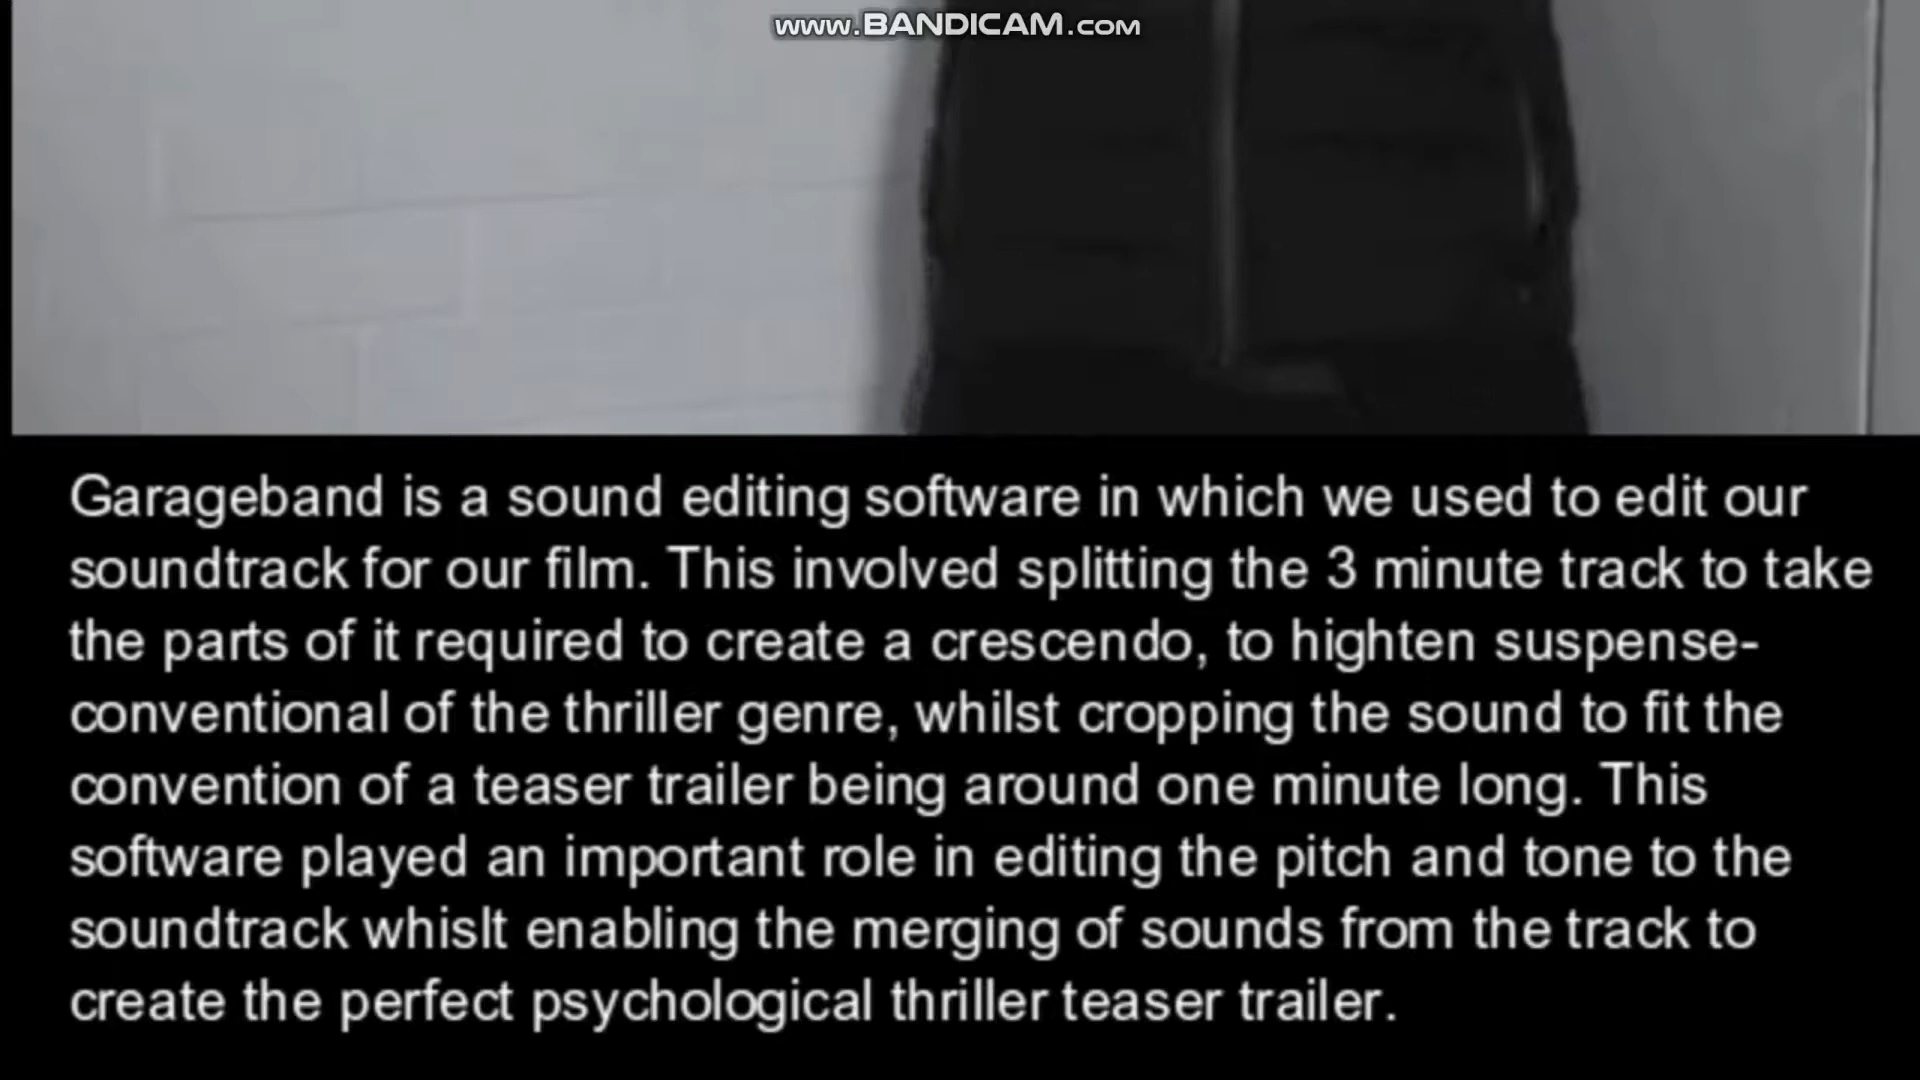 www.BANDICAM.com
Garageband is a sound editing software in which we used to edit our
soundtrack for our film. This involved splitting the 3 minute track to take
the parts of it required to create a crescendo, to highten suspense-
conventional of the thriller genre, whilst cropping the sound to fit the
convention of a teaser trailer being around one minute long. This
software played an important role in editing the pitch and tone to the
soundtrack whislt enabling the merging of sounds from the track to
create the perfect psychological thriller teaser trailer.